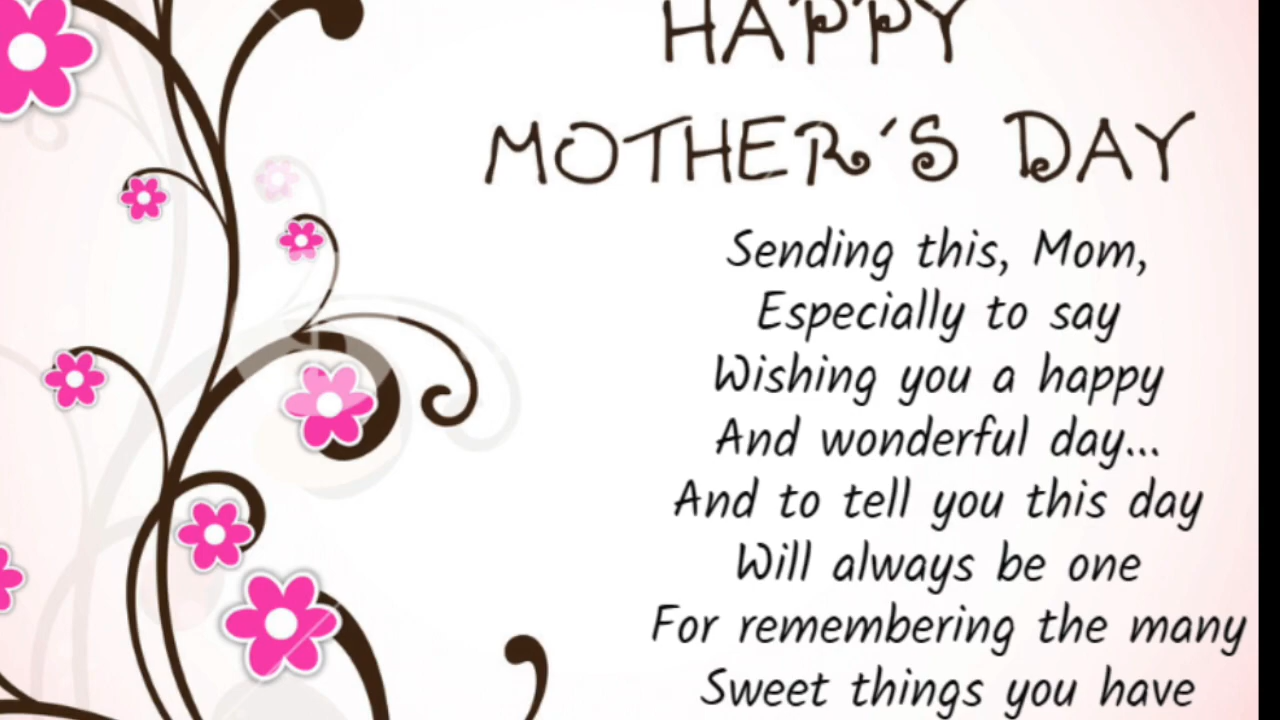 HAPPY
MOTHER´S DAY
Sending this, Mom,
Especially to say
Wishing you a happy
And wonderful day...
And to tell you this day
Will always be one
For remembering the many
Sweet things you have